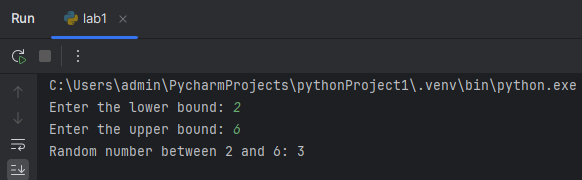 Run lab1
C:\Users\admin\PycharmProjects\pythonProject1\.venv\bin\python.exe
Enter the lower bound: 2
Enter the upper bound: 6
Random number between 2 and 6: 3